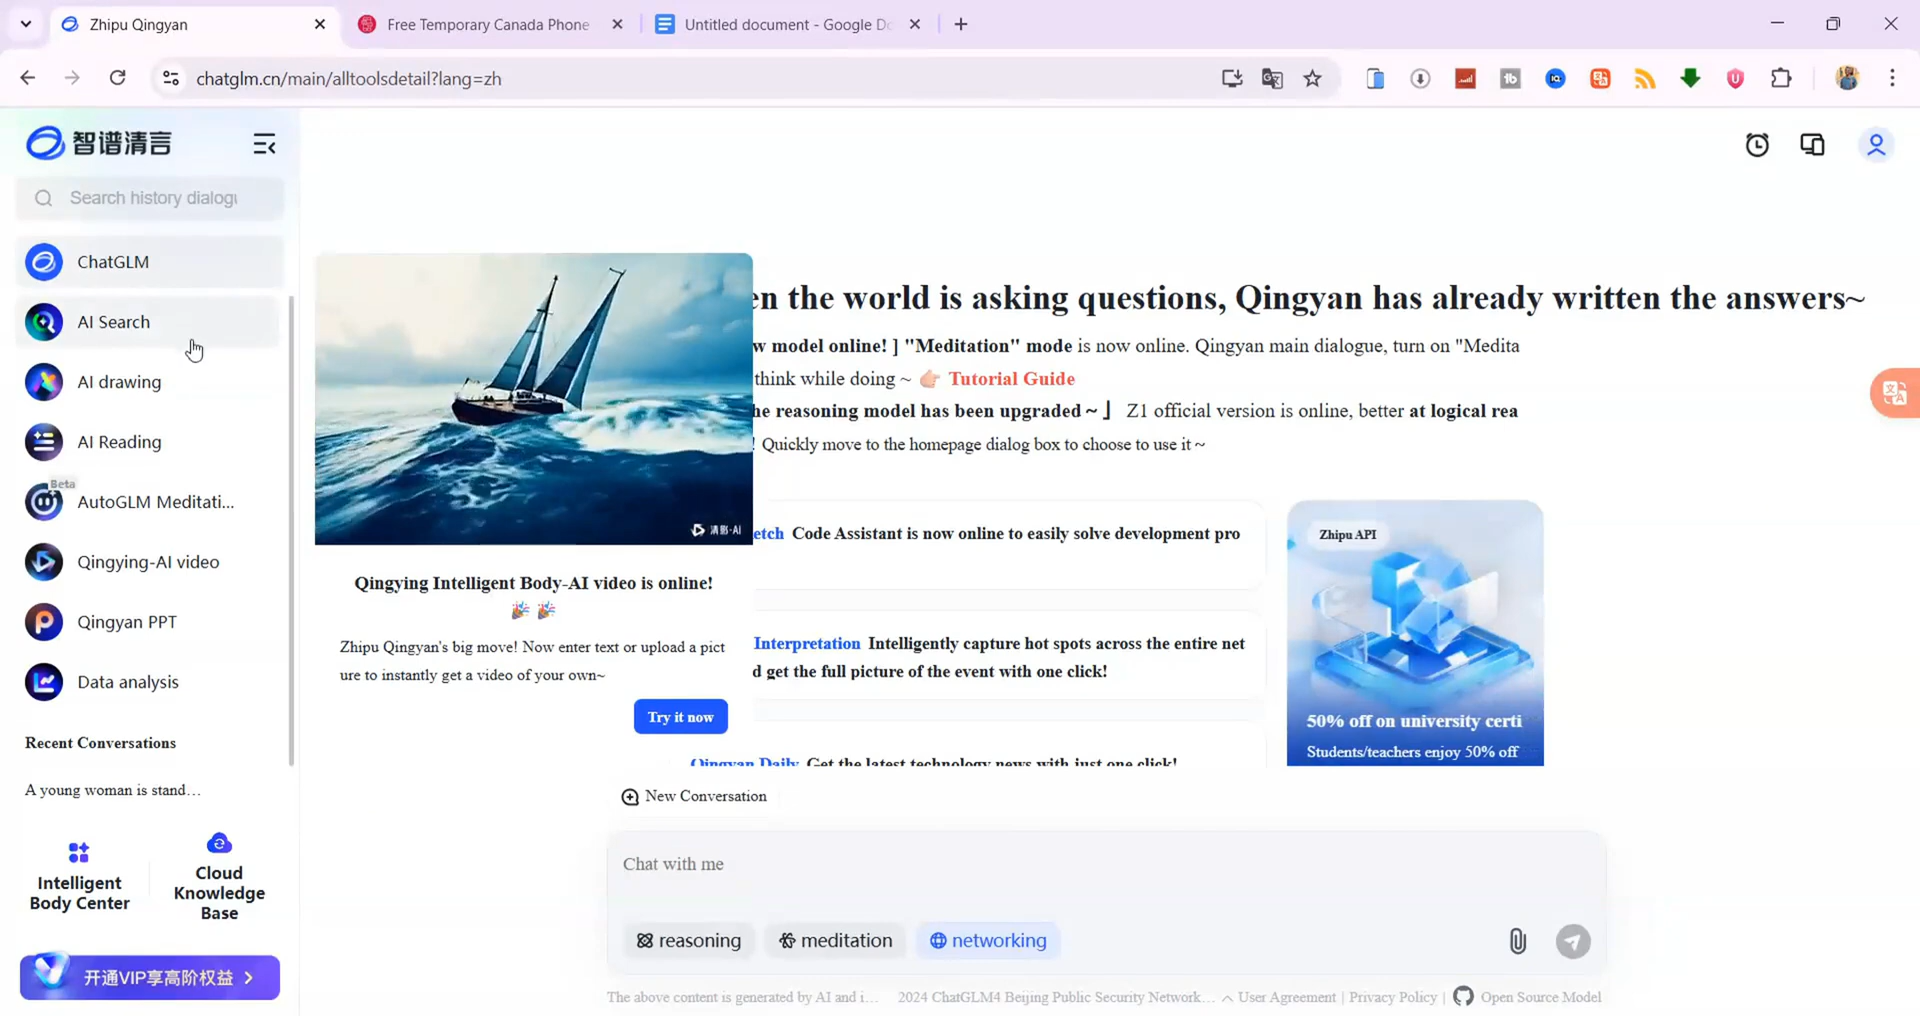 Zhipu Qingyan
Free Temporary Canada Phone
Untitled document - Google Do
chatglm.cn/main/alltoolsdetail?lang=zh
智谱清言
Search history dialogu
ChatGLM
AI Search
AI drawing
AI Reading
Beta
AutoGLM Meditati...
Qingying-AI video
Qingyan PPT
Data analysis
Recent Conversations
A young woman is stand...
Intelligent
Body Center
Cloud
Knowledge
Base
开通VIP享高阶权益
清影·AI
Qingying Intelligent Body-AI video is online!
Zhipu Qingyan's big move! Now enter text or upload a pict
ure to instantly get a video of your own~
Try it now
en the world is asking questions, Qingyan has already written the answers~
w model online! ] "Meditation" mode is now online. Qingyan main dialogue, turn on "Medita
think while doing ~ 👉 Tutorial Guide
he reasoning model has been upgraded ~ 」 Z1 official version is online, better at logical rea
! Quickly move to the homepage dialog box to choose to use it ~
etch Code Assistant is now online to easily solve development pro
Interpretation Intelligently capture hot spots across the entire net
d get the full picture of the event with one click!
Qingyan Daily Get the latest technology news with just one click!
Zhipu API
50% off on university certi
Students/teachers enjoy 50% off
New Conversation
Chat with me
reasoning
meditation
networking
The above content is generated by AI and i...
2024 ChatGLM4 Beijing Public Security Network...
User Agreement | Privacy Policy |
Open Source Model